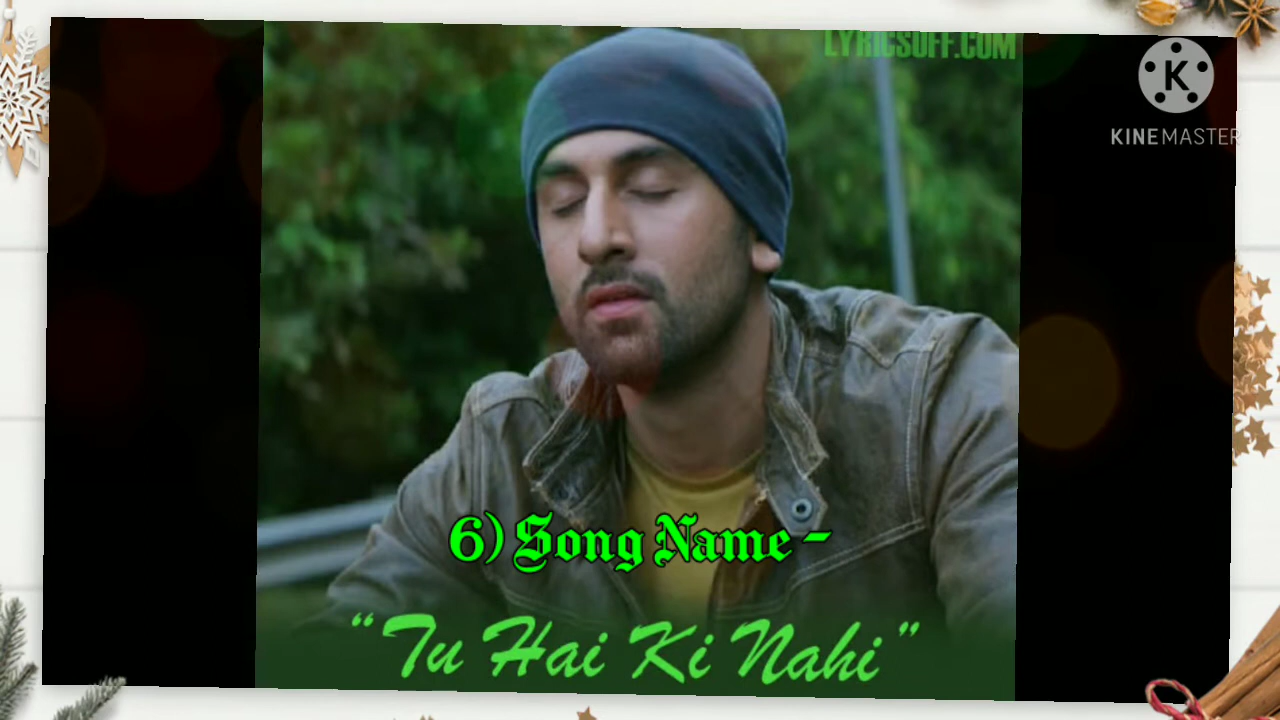 LYRICSOFF.COM
K
KINEMASTER
6) Song Name -
"Tu Hai Ki Nahi"